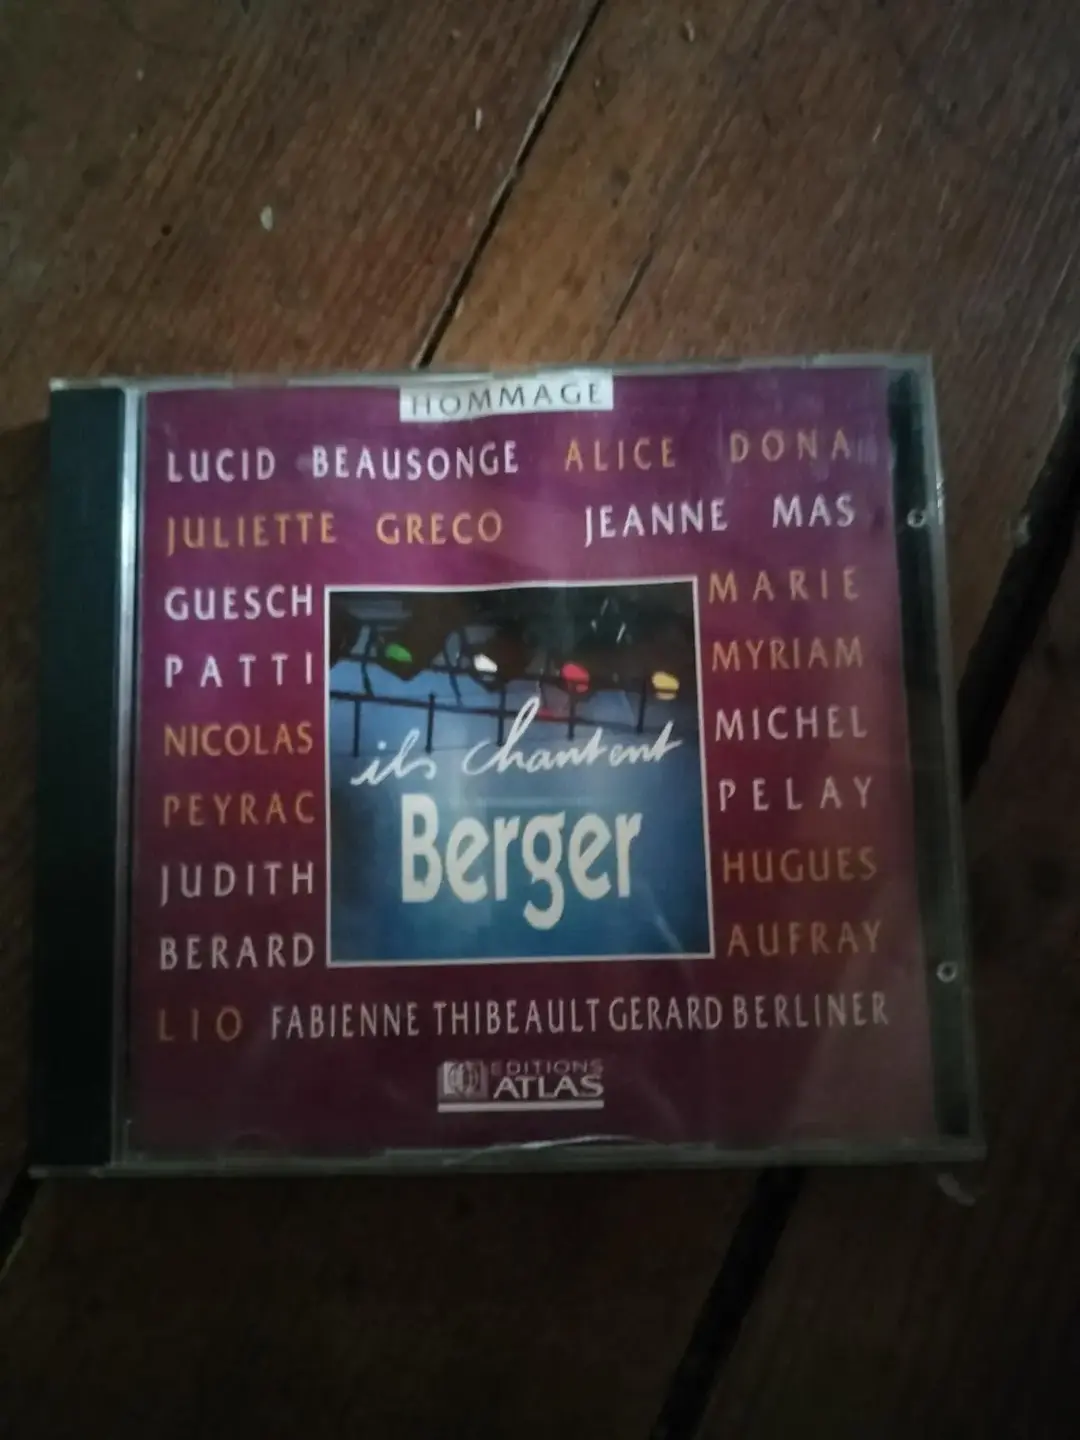 HOMMAGE
LUCID BEAUSONGE ALICE DONA
JULIETTE GRECO JEANNE MAS
GUESCH
PATTI
NICOLAS
PEYRAC
JUDITH
BERARD
MARIE
MYRIAM
MICHEL
PELAY
HUGUES
AUFRAY
ils chantent
Berger
LIO FABIENNE THIBEAULT GERARD BERLINER
EDITIONS
ATLAS